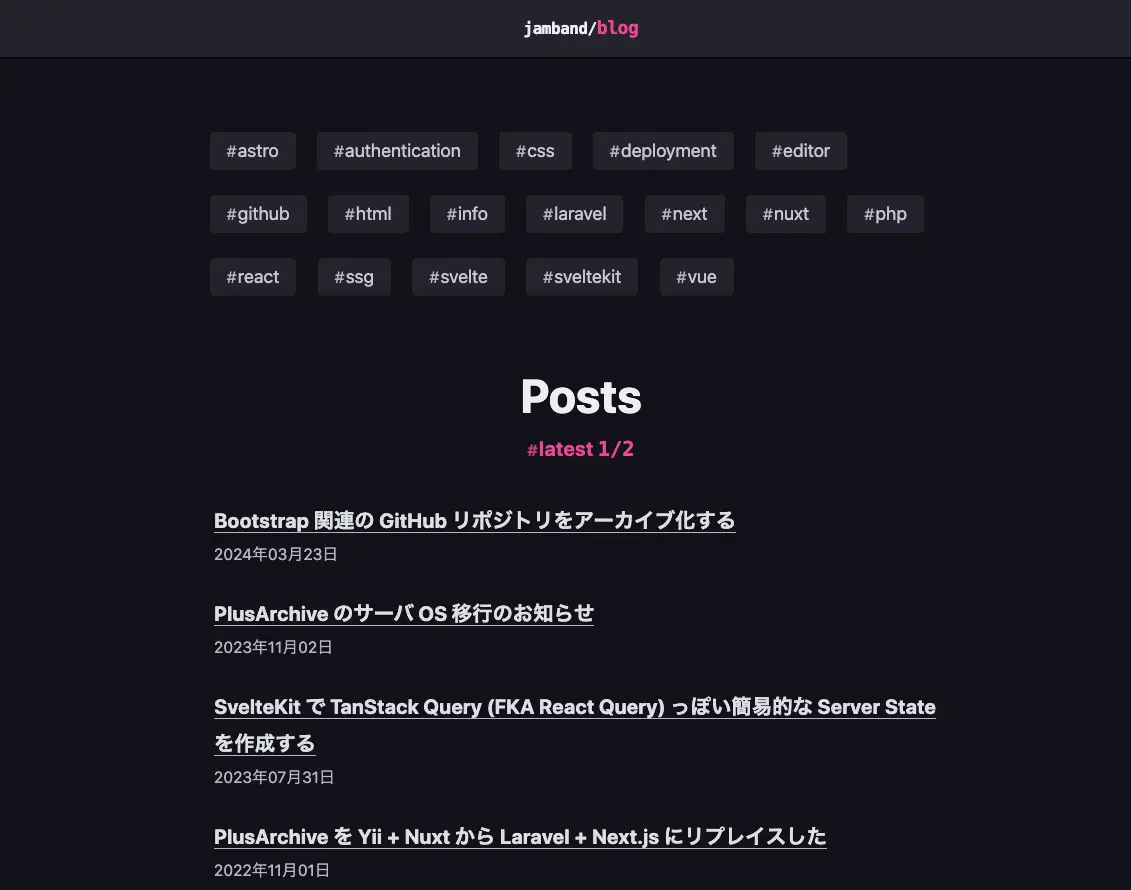 jamband/blog
#astro #authentication #css #deployment #editor
#github #html #info #laravel #next #nuxt #php
#react #ssg #svelte #sveltekit #vue
Posts
#latest 1/2
Bootstrap 関連の GitHub リポジトリをアーカイブ化する
2024年03月23日
PlusArchive のサーバ OS 移行のお知らせ
2023年11月02日
SvelteKit で TanStack Query (FKA React Query) っぽい簡易的な Server State
を作成する
2023年07月31日
PlusArchive を Yii + Nuxt から Laravel + Next.js にリプレイスした
2022年11月01日